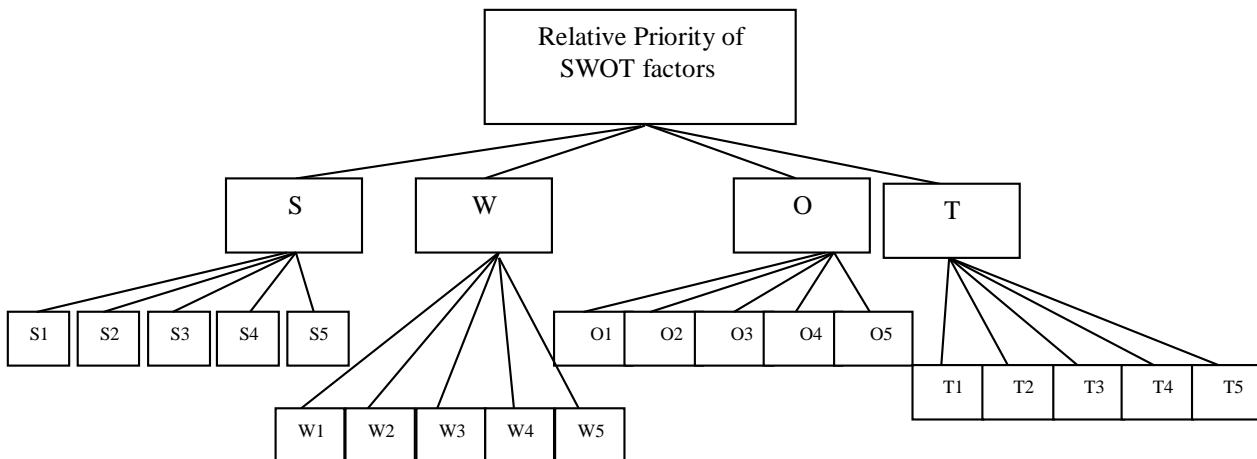 Relative Priority of
SWOT factors
S
W
O
T
S1
S2
S3
S4
S5
O1
O2
O3
O4
O5
T1
T2
T3
T4
T5
W1
W2
W3
W4
W5